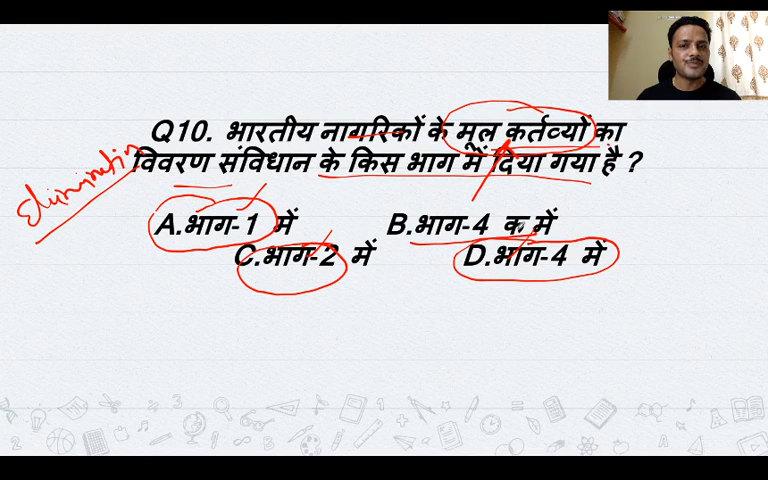 Q10. भारतीय नागरिकों के मूल कर्तव्यों का
विवरण संविधान के किस भाग में दिया गया है ?
Elimination
A.भाग-1 में B.भाग-4 क में
C.भाग-2 में D.भाग-4 में